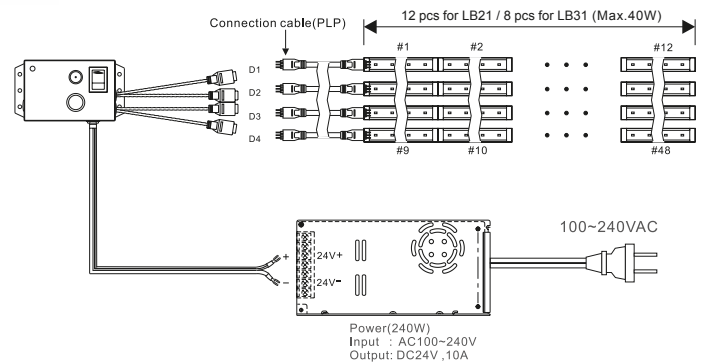 12 pcs for LB21 / 8 pcs for LB31 (Max.40W)
Connection cable(PLP)
#1 #2 #12
D1
D2
D3
D4
#9 #10 #48
100~240VAC
+ 24V+
- 24V-
Power(240W)
Input : AC100~240V
Output: DC24V ,10A